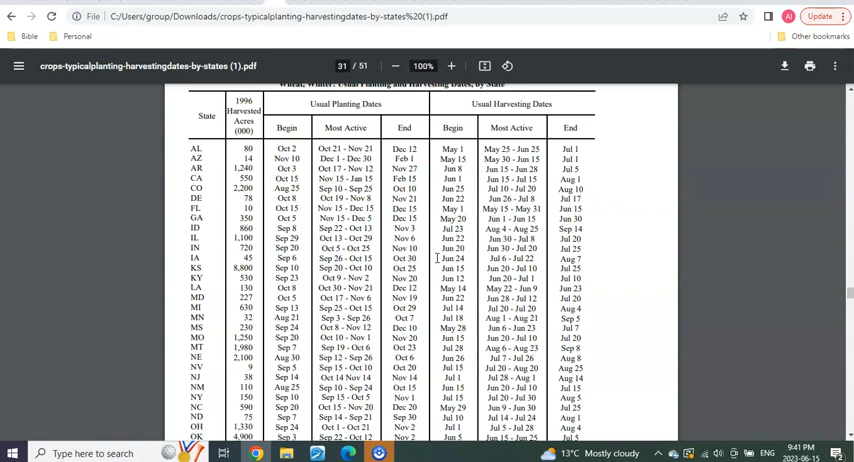 File
C:/Users/group/Downloads/crops-typicalplanting-harvestingdates-by-states%20(1).pdf
AI
Update
Bible
Personal
Other bookmarks
crops-typicalplanting-harvestingdates-by-states (1).pdf
31 / 51
100%
Wheat, Winter: Usual Planting and Harvesting Dates, by State
State 1996 Harvested Acres (000) Usual Planting Dates Usual Harvesting Dates
Begin Most Active End Begin Most Active End
AL 80 Oct 2 Oct 21 - Nov 21 Dec 12 May 1 May 25 - Jun 25 Jul 1
AZ 14 Nov 10 Dec 1 - Dec 30 Feb 1 May 15 May 30 - Jun 15 Jul 1
AR 1,240 Oct 3 Oct 17 - Nov 12 Nov 27 Jun 8 Jun 15 - Jun 28 Jul 5
CA 550 Oct 15 Nov 15 - Jan 15 Feb 15 Jun 1 Jun 15 - Jul 15 Aug 1
CO 2,200 Aug 25 Sep 10 - Sep 25 Oct 10 Jun 25 Jul 10 - Jul 20 Aug 10
DE 78 Oct 8 Oct 19 - Nov 8 Nov 21 Jun 22 Jun 26 - Jul 8 Jul 17
FL 10 Oct 15 Nov 15 - Dec 15 Dec 15 May 1 May 15 - May 31 Jun 15
GA 350 Oct 5 Nov 15 - Dec 5 Dec 15 May 20 Jun 1 - Jun 15 Jun 30
ID 860 Sep 8 Sep 22 - Oct 13 Nov 3 Jul 23 Aug 4 - Aug 25 Sep 14
IL 1,100 Sep 29 Oct 13 - Oct 29 Nov 6 Jun 22 Jun 30 - Jul 8 Jul 20
IN 720 Sep 20 Oct 5 - Oct 25 Nov 10 Jun 20 Jun 30 - Jul 20 Jul 25
IA 45 Sep 6 Sep 26 - Oct 15 Oct 30 Jun 24 Jul 6 - Jul 22 Aug 7
KS 8,800 Sep 10 Sep 20 - Oct 10 Oct 25 Jun 15 Jun 20 - Jul 10 Jul 25
KY 530 Sep 23 Oct 9 - Nov 2 Nov 20 Jun 12 Jun 20 - Jul 1 Jul 10
LA 130 Oct 8 Oct 30 - Nov 21 Dec 12 May 14 May 22 - Jun 9 Jun 23
MD 227 Oct 5 Oct 17 - Nov 6 Nov 19 Jun 22 Jun 28 - Jul 12 Jul 20
MI 630 Sep 13 Sep 25 - Oct 15 Oct 29 Jul 14 Jul 20 - Jul 20 Aug 4
MN 32 Aug 21 Sep 3 - Sep 26 Oct 7 Jul 18 Aug 1 - Aug 21 Sep 5
MS 230 Sep 24 Oct 8 - Nov 12 Dec 10 May 28 Jun 6 - Jun 23 Jul 7
MO 1,250 Sep 20 Oct 10 - Nov 1 Nov 20 Jun 15 Jun 20 - Jul 10 Jul 20
MT 1,980 Sep 7 Sep 19 - Oct 6 Oct 23 Jul 28 Aug 6 - Aug 23 Sep 8
NE 2,100 Aug 30 Sep 12 - Sep 26 Oct 6 Jun 26 Jul 7 - Jul 26 Aug 8
NV 9 Sep 5 Sep 15 - Oct 10 Oct 20 Jul 15 Jul 20 - Aug 20 Aug 25
NJ 38 Sep 14 Oct 14 Nov 14 Nov 14 Jul 1 Jul 28 - Aug 1 Aug 14
NM 110 Aug 25 Sep 10 - Sep 24 Oct 15 Jun 15 Jun 20 - Jul 10 Jul 15
NY 150 Sep 10 Sep 15 - Oct 5 Nov 1 Jul 15 Jul 20 - Jul 30 Aug 5
NC 590 Sep 20 Oct 15 - Nov 20 Dec 20 May 29 Jun 9 - Jun 30 Jul 25
ND 75 Sep 7 Sep 14 - Sep 21 Sep 30 Jul 10 Jul 14 - Jul 24 Aug 1
OH 1,330 Sep 24 Oct 1 - Oct 21 Nov 2 Jul 1 Jul 5 - Jul 28 Aug 4
OK 4,900 Sep 3 Sep 22 - Oct 12 Nov 2 Jun 5 Jun 15 - Jun 25 Jul 5
Type here to search
13°C Mostly cloudy
ENG
9:41 PM
2023-06-15
2